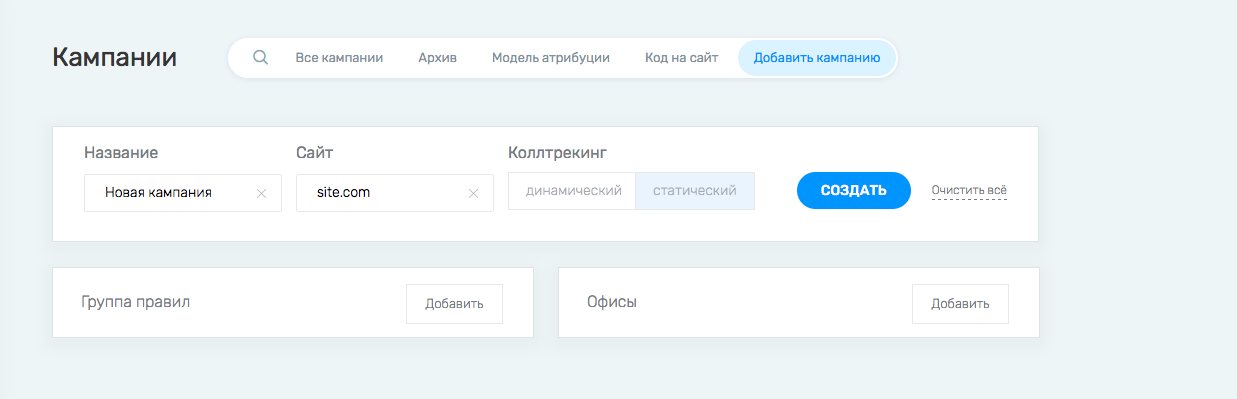 Кампании
Все кампании Архив Модель атрибуции Код на сайт Добавить кампанию
Название Сайт Коллтрекинг
Новая кампания site.com динамический статический СОЗДАТЬ Очистить всё
Группа правил Добавить Офисы Добавить